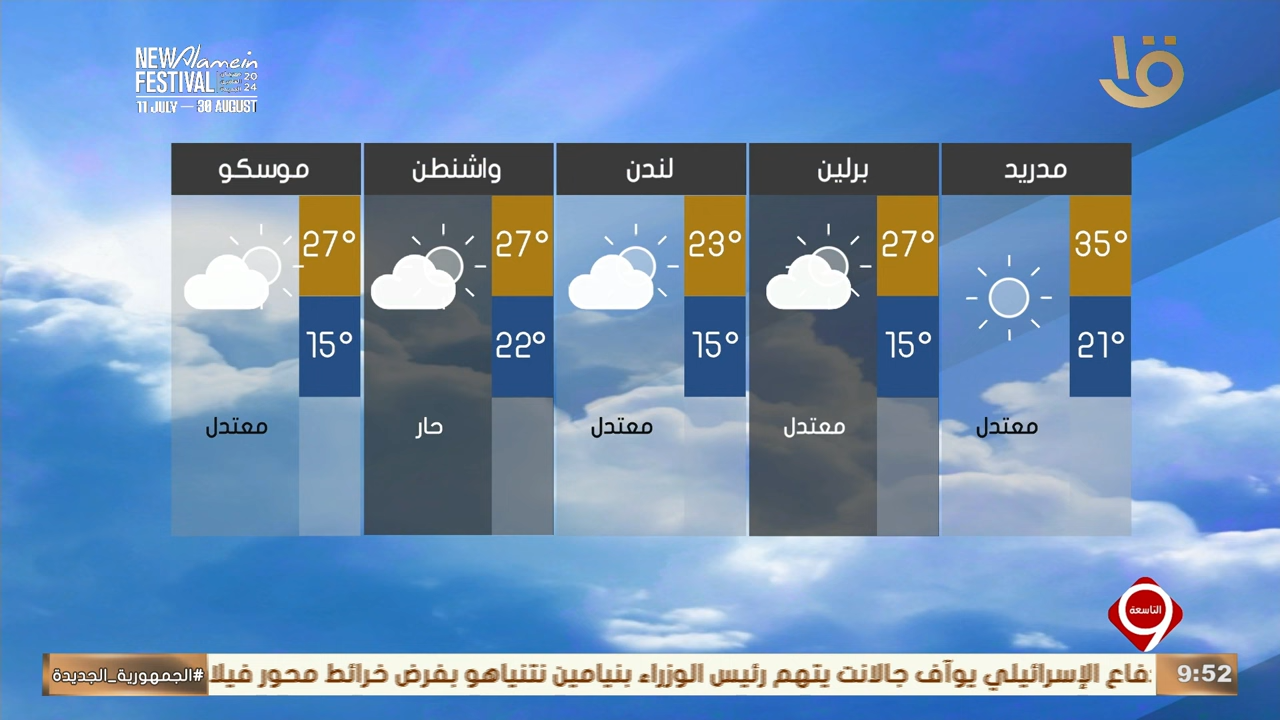 NEW Alamein
FESTIVAL 20 24
11 JULY — 30 AUGUST
مدريد
35°
21°
معتدل
برلين
27°
15°
معتدل
لندن
23°
15°
معتدل
واشنطن
27°
22°
حار
موسكو
27°
15°
معتدل
التاسعة
9
9:52
فاع الإسرائيلي يوآف جالانت يتهم رئيس الوزراء بنيامين نتنياهو بفرض خرائط محور فيلا
#الجمهورية_الجديدة